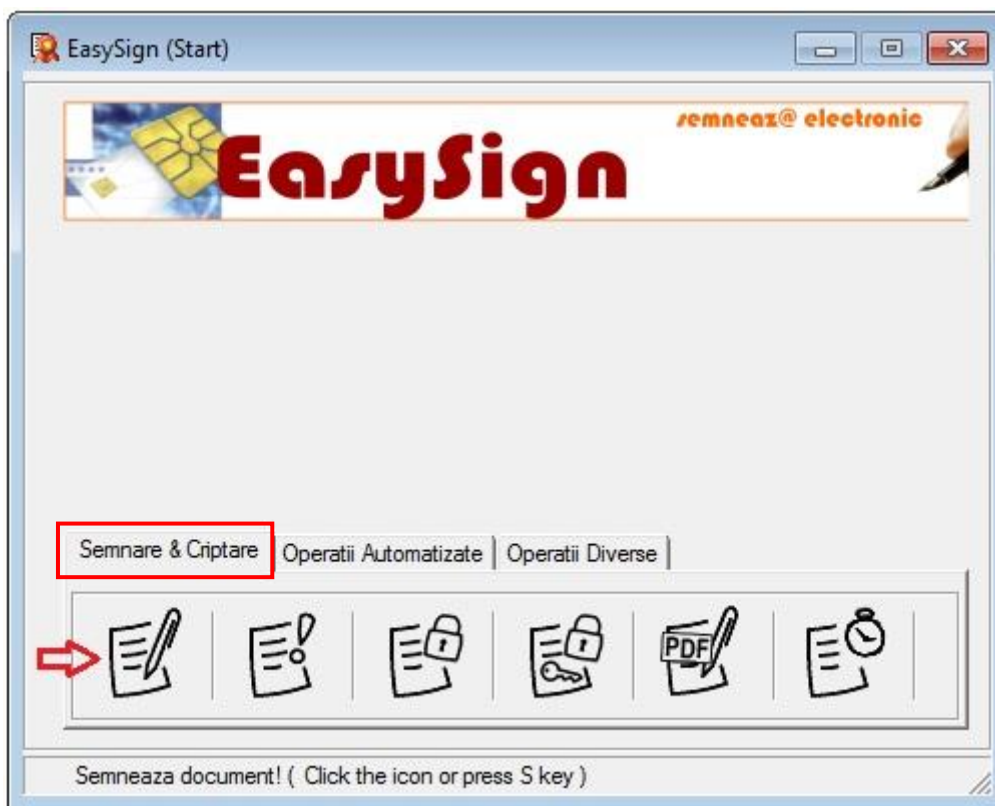 EasySign (Start)
semneaz@ electronic
EasySign
Semnare & Criptare
Operatii Automatizate
Operatii Diverse
PDF
Semneaza document! ( Click the icon or press S key )